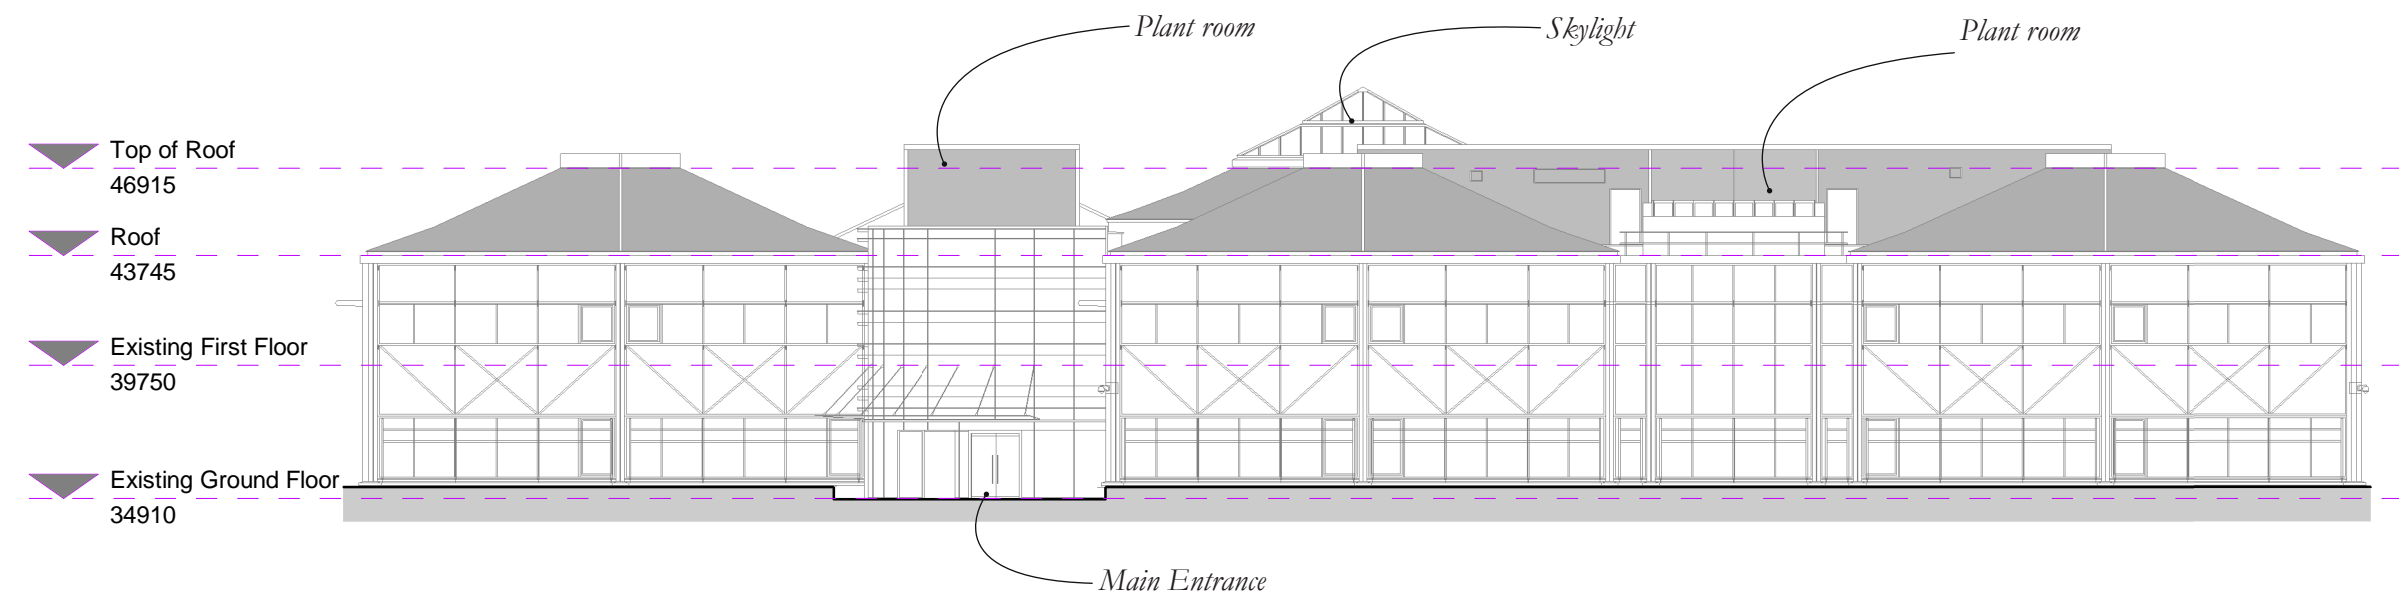 Plant room
Skylight
Plant room
Top of Roof
46915
Roof
43745
Existing First Floor
39750
Existing Ground Floor
34910
Main Entrance